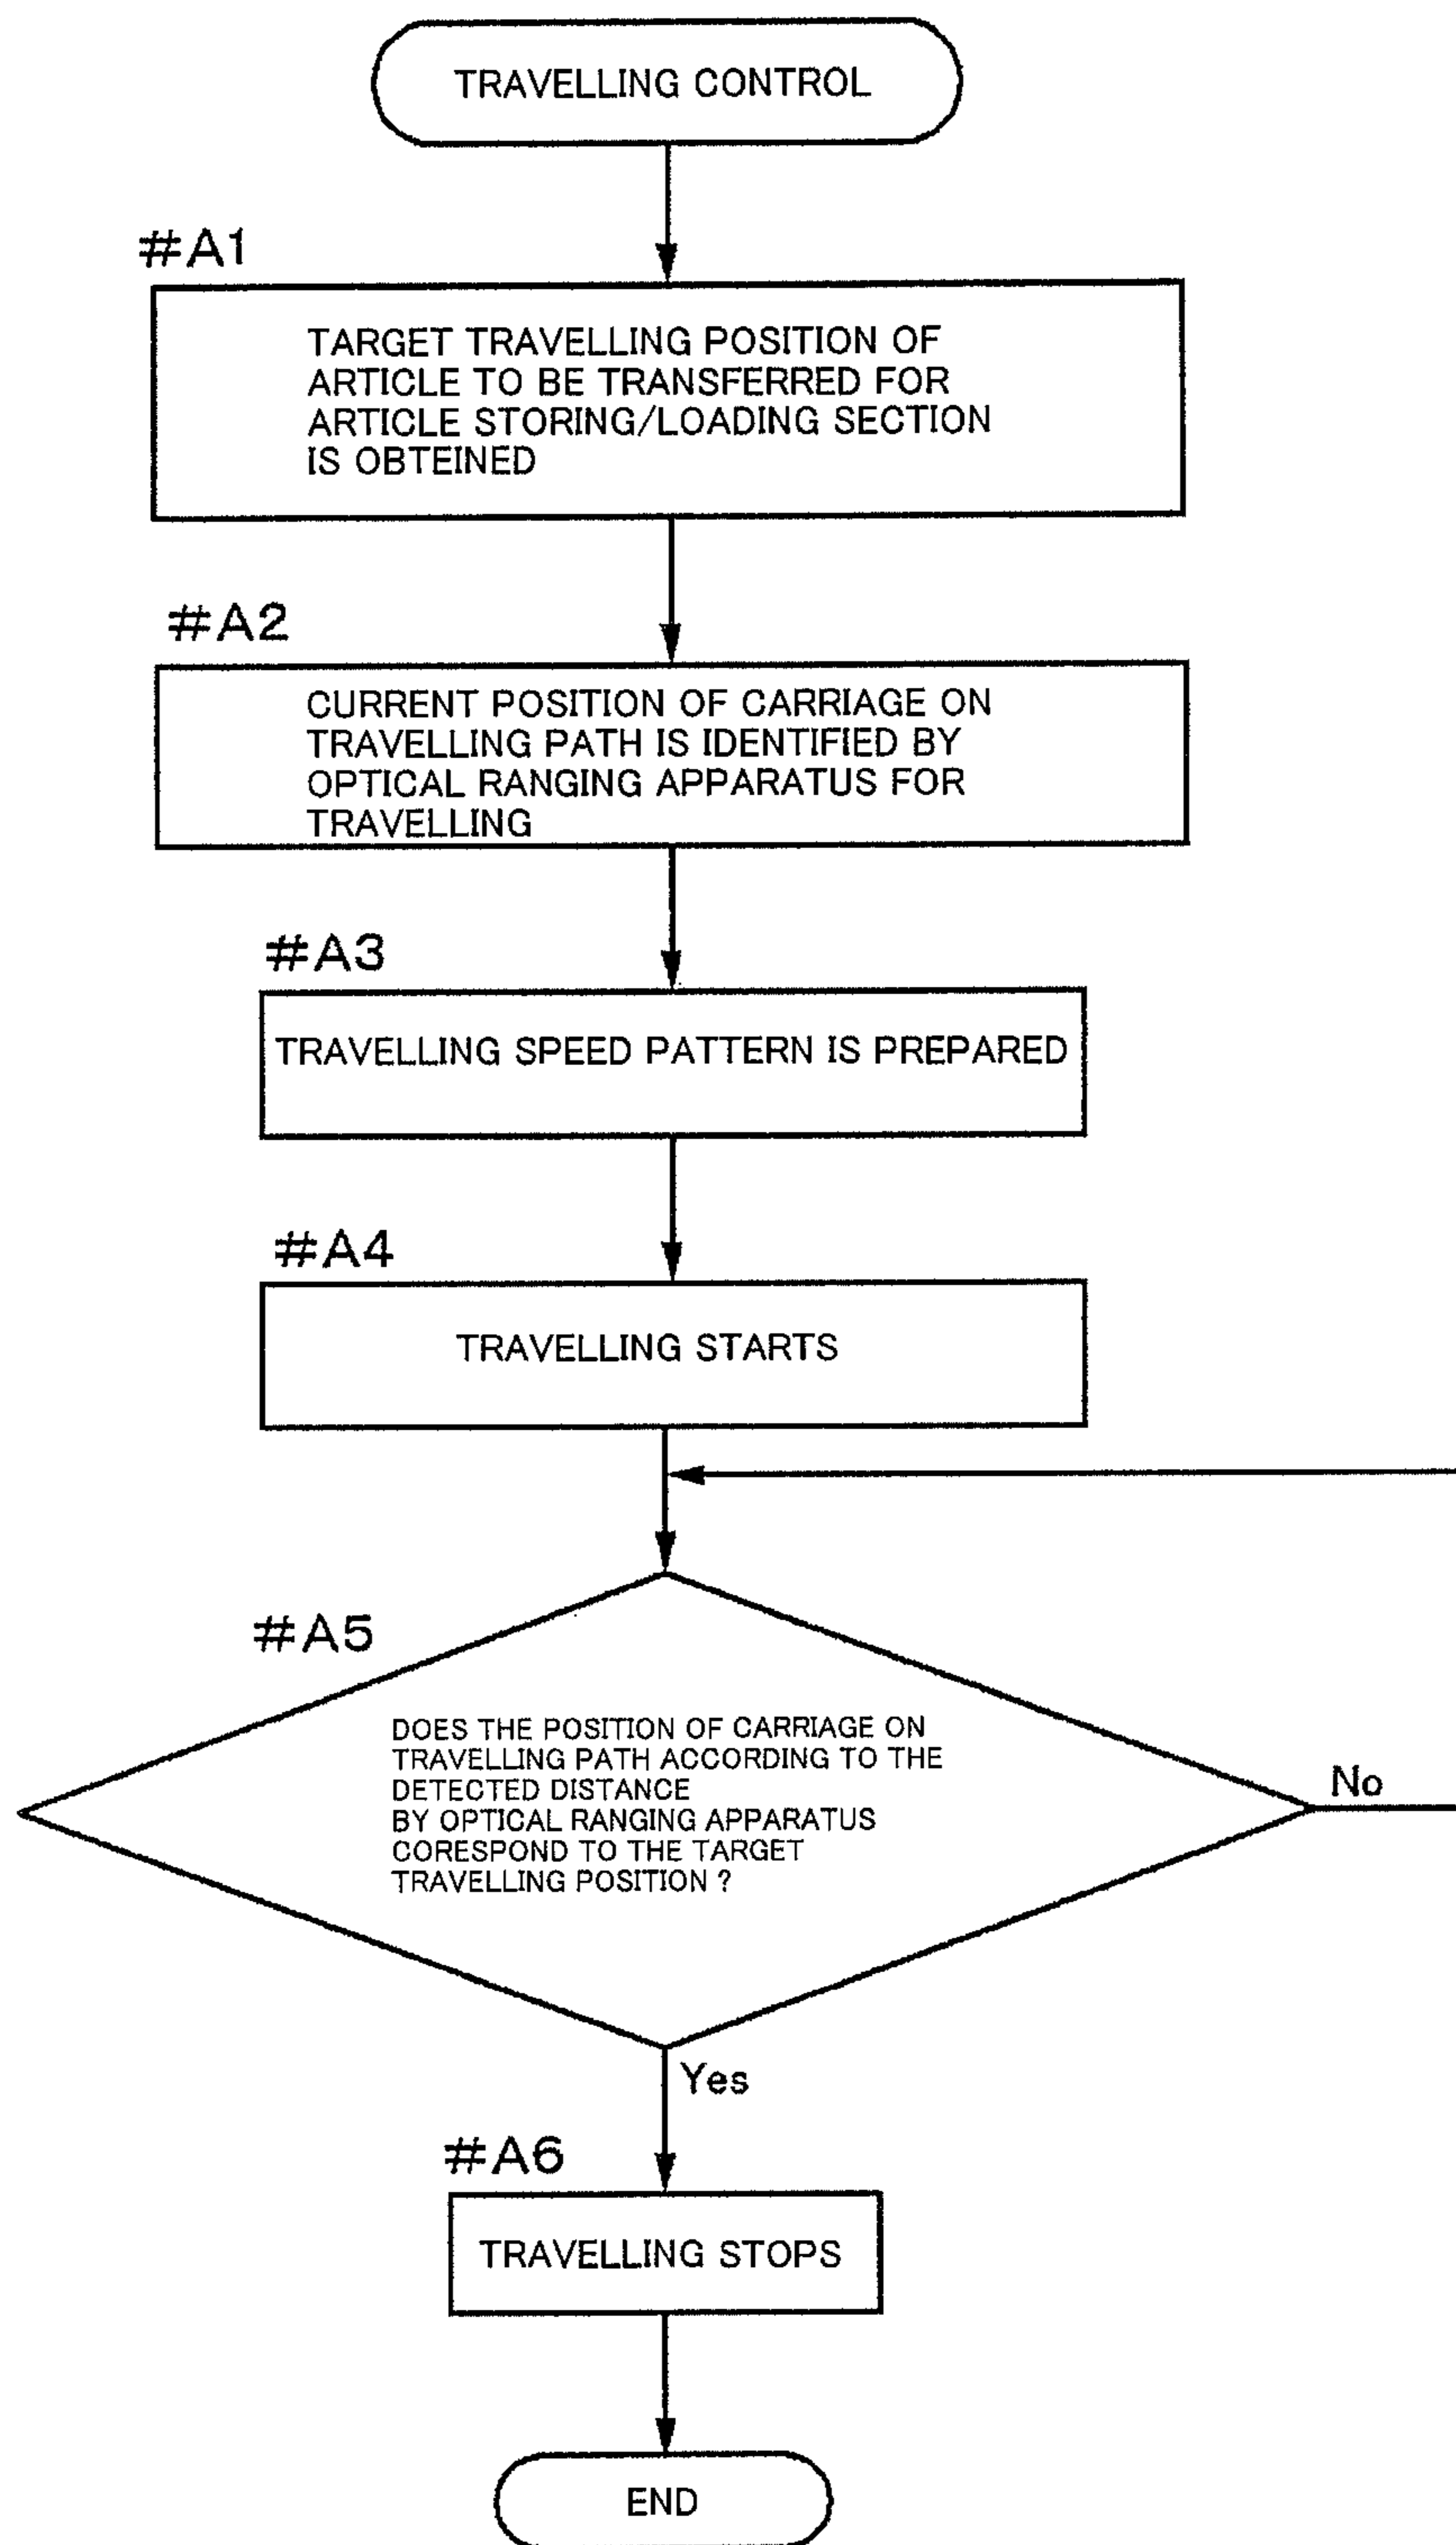 TRAVELLING CONTROL
#A1
TARGET TRAVELLING POSITION OF
ARTICLE TO BE TRANSFERRED FOR
ARTICLE STORING/LOADING SECTION
IS OBTEINED
#A2
CURRENT POSITION OF CARRIAGE ON
TRAVELLING PATH IS IDENTIFIED BY
OPTICAL RANGING APPARATUS FOR
TRAVELLING
#A3
TRAVELLING SPEED PATTERN IS PREPARED
#A4
TRAVELLING STARTS
#A5
DOES THE POSITION OF CARRIAGE ON
TRAVELLING PATH ACCORDING TO THE
DETECTED DISTANCE
BY OPTICAL RANGING APPARATUS
CORESPOND TO THE TARGET
TRAVELLING POSITION ?
No
Yes
#A6
TRAVELLING STOPS
END